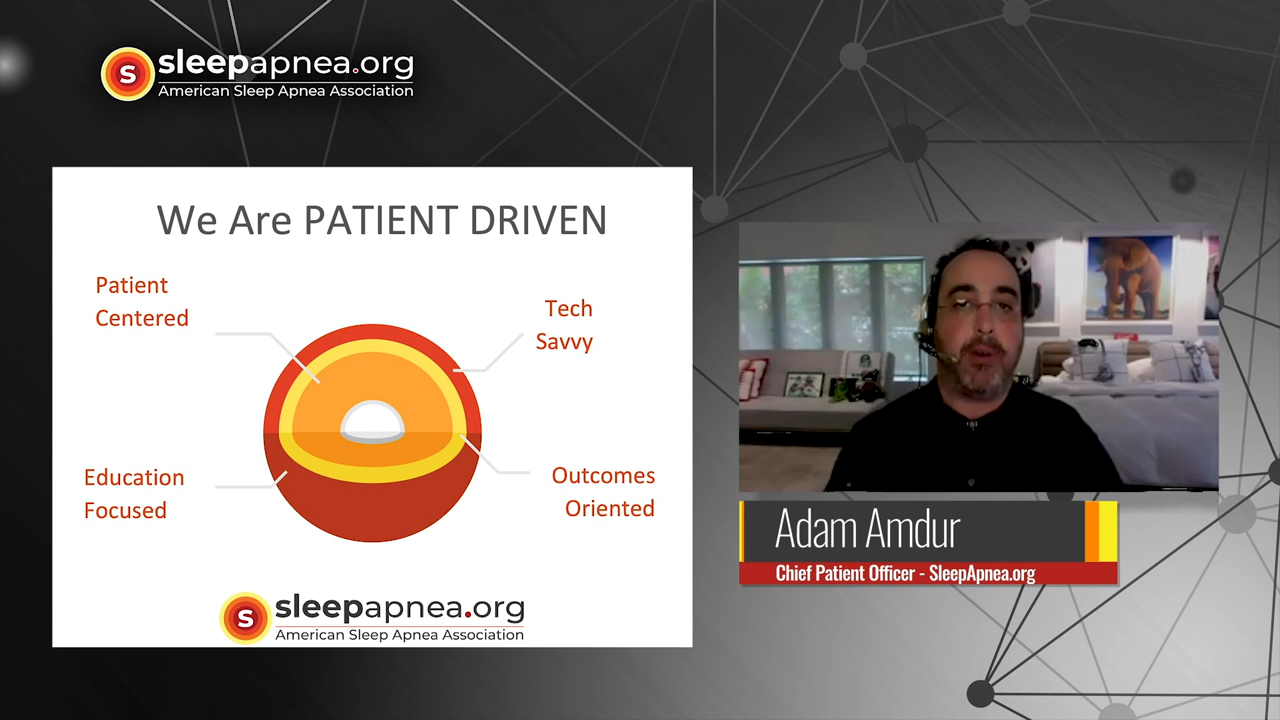 S
sleepapnea.org
American Sleep Apnea Association
We Are PATIENT DRIVEN
Patient
Centered
Tech
Savvy
Education
Focused
Outcomes
Oriented
S
sleepapnea.org
American Sleep Apnea Association
Adam Amdur
Chief Patient Officer - SleepApnea.org